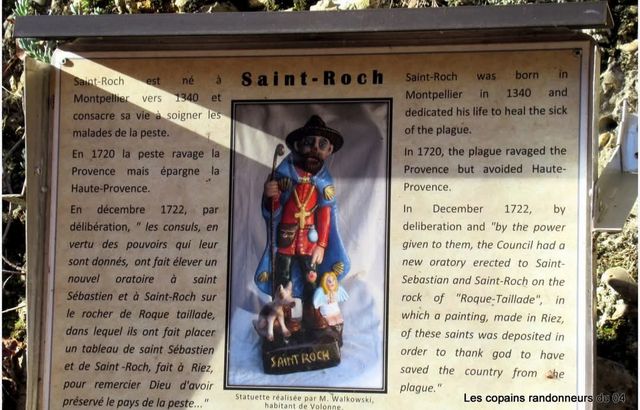 Saint-Roch
Saint-Roch est né à
Montpellier vers 1340 et
consacre sa vie à soigner les
malades de la peste.
En 1720 la peste ravage la
Provence mais épargne la
Haute-Provence.
En décembre 1722, par
délibération, " les consuls, en
vertu des pouvoirs qui leur
sont donnés, ont fait élever un
nouvel oratoire à saint
Sébastien et à Saint-Roch sur
le rocher de Roque taillade,
dans lequel ils ont fait placer
un tableau de saint Sébastien
et de Saint -Roch, fait à Riez,
pour remercier Dieu d'avoir
préservé le pays de la peste..."
SAINT ROCH
Statuette réalisée par M. Walkowski,
habitant de Volonne.
Saint-Roch was born in
Montpellier in 1340 and
dedicated his life to heal the sick
of the plague.
In 1720, the plague ravaged the
Provence but avoided Haute-
Provence.
In December 1722, by
deliberation and "by the power
given to them, the Council had a
new oratory erected to Saint-
Sebastian and Saint-Roch on the
rock of "Roque-Taillade", in
which a painting, made in Riez,
of these saints was deposited in
order to thank god to have
saved the country from the
plague."
Les copains randonneurs du 04